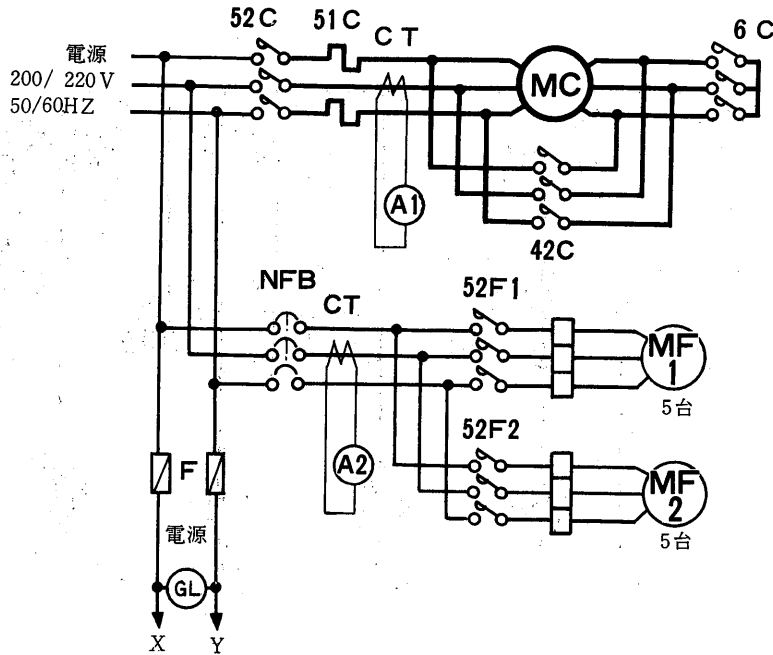 52C
51C
CT
6C
電源
200/220V
50/60HZ
MC
A1
42C
NFB
CT
52F1
MF
1
5台
A2
52F2
MF
2
5台
F
電源
GL
X
Y